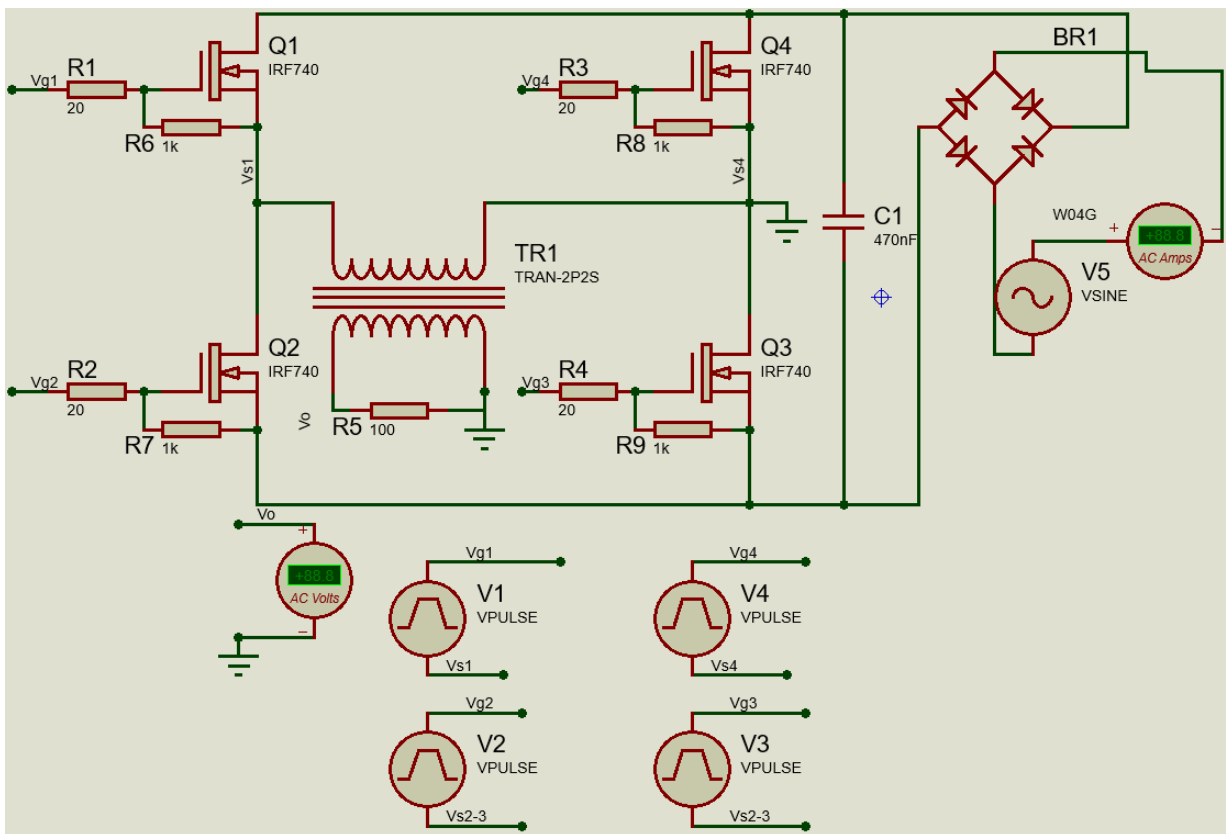 Q1
IRF740
R1
Vg1
20
R6
1k
Vs1
Q4
IRF740
R3
Vg4
20
R8
1k
Vs4
BR1
W04G
C1
470nF
+
-
+88.8
AC Amps
V5
VSINE
TR1
TRAN-2P2S
Q2
IRF740
R2
Vg2
20
R7
1k
Vo
R5
100
Q3
IRF740
R4
Vg3
20
R9
1k
Vo
+
+88.8
AC Volts
-
Vg1
V1
VPULSE
Vs1
Vg4
V4
VPULSE
Vs4
Vg2
V2
VPULSE
Vs2-3
Vg3
V3
VPULSE
Vs2-3